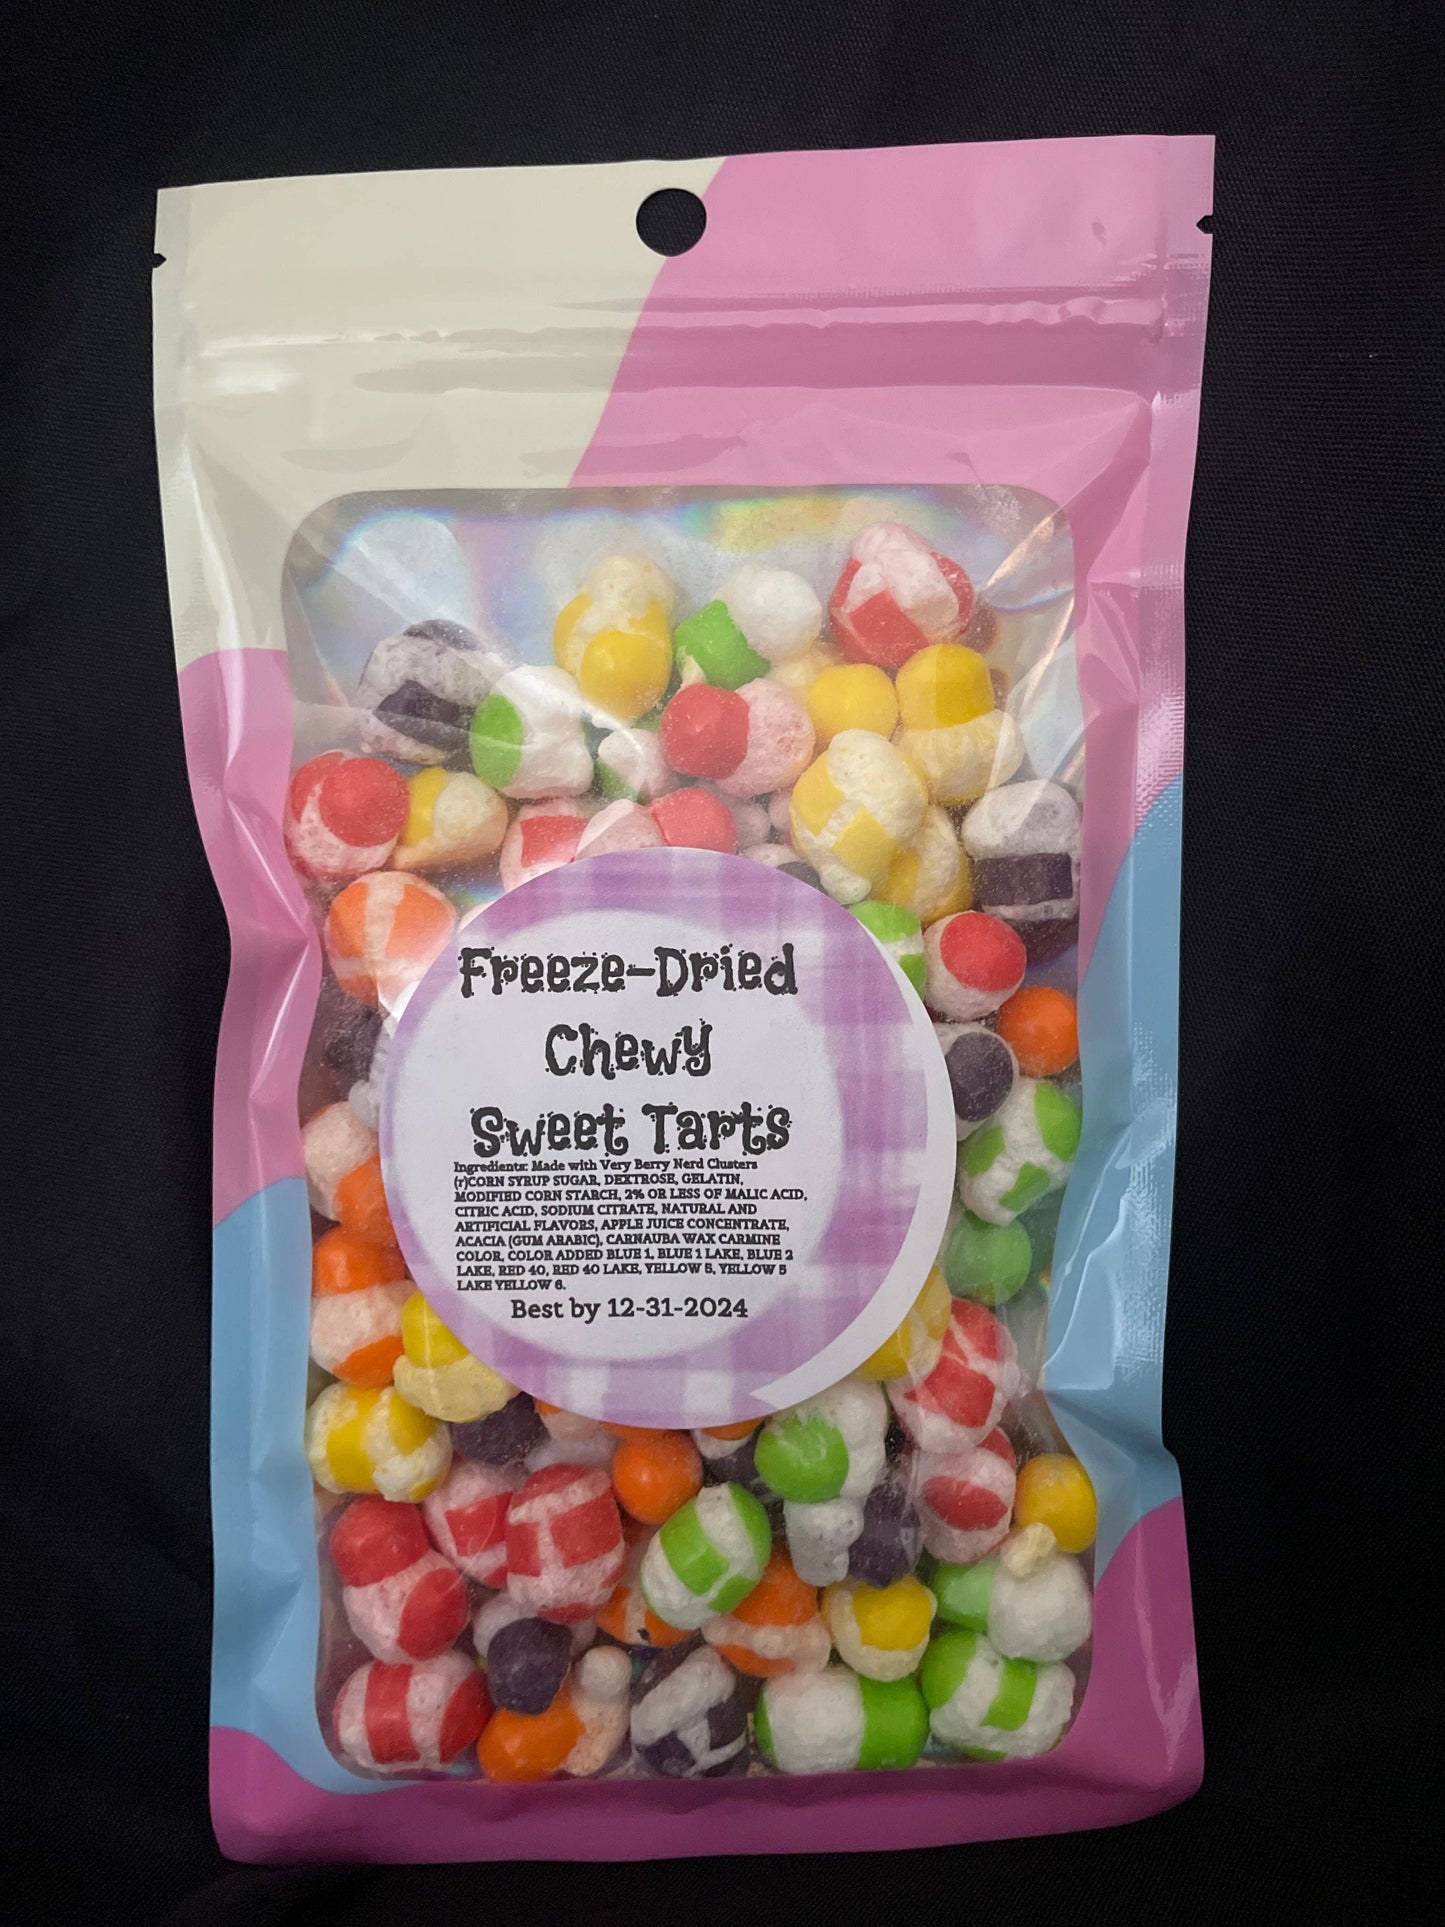 Freeze-Dried
Chewy
Sweet Tarts
Ingredients: Made with Very Berry Nerd Clusters
(r)CORN SYRUP SUGAR, DEXTROSE, GELATIN,
MODIFIED CORN STARCH, 2% OR LESS OF MALIC ACID,
CITRIC ACID, SODIUM CITRATE, NATURAL AND
ARTIFICIAL FLAVORS, APPLE JUICE CONCENTRATE,
ACACIA (GUM ARABIC), CARNAUBA WAX CARMINE
COLOR, COLOR ADDED BLUE 1, BLUE 1 LAKE, BLUE 2
LAKE, RED 40, RED 40 LAKE, YELLOW 5, YELLOW 5
LAKE YELLOW 6.
Best by 12-31-2024